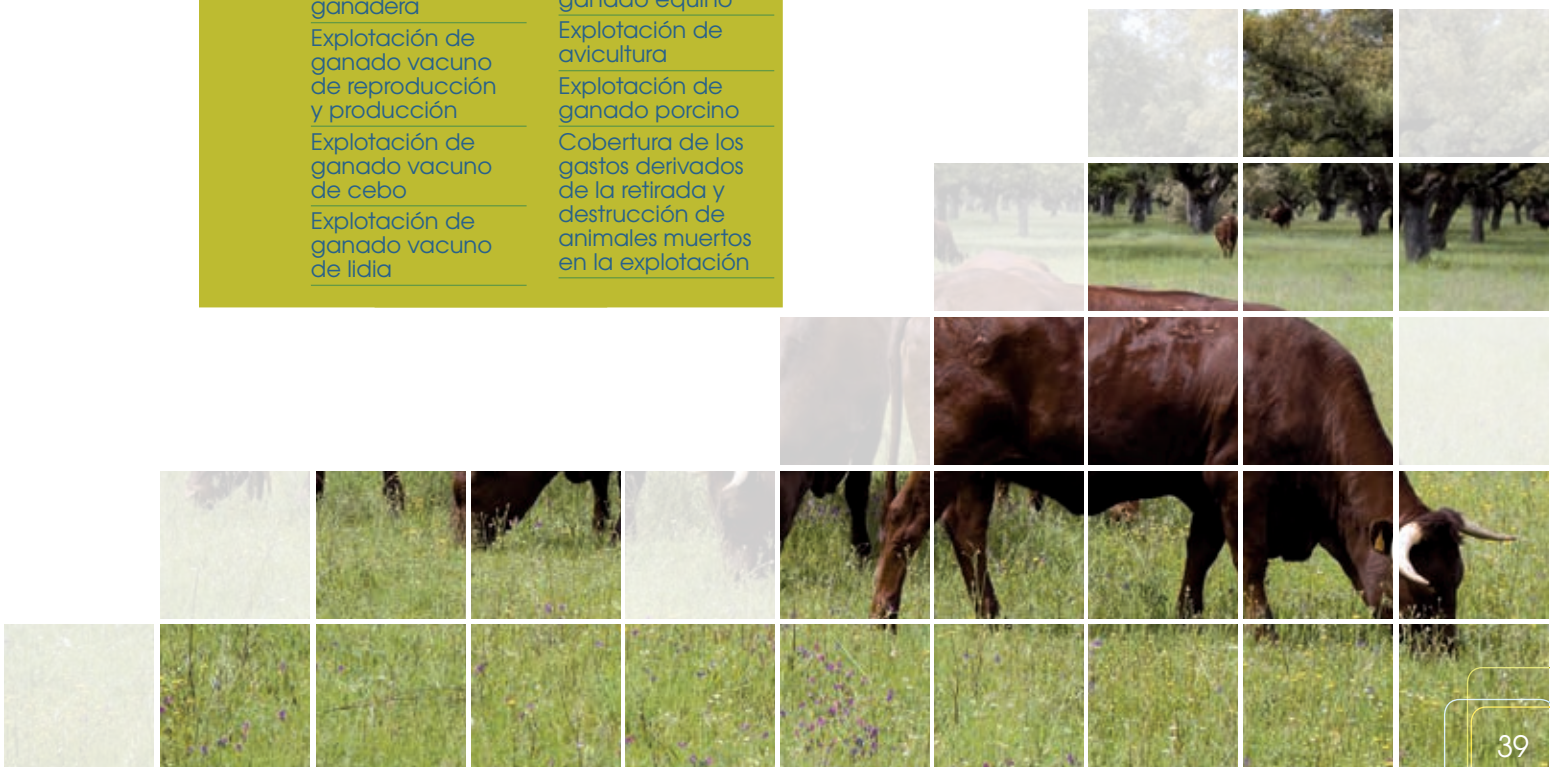 ganadera
Explotación de
ganado vacuno
de reproducción
y producción
Explotación de
ganado vacuno
de cebo
Explotación de
ganado vacuno
de lidia
ganado equino
Explotación de
avicultura
Explotación de
ganado porcino
Cobertura de los
gastos derivados
de la retirada y
destrucción de
animales muertos
en la explotación
39